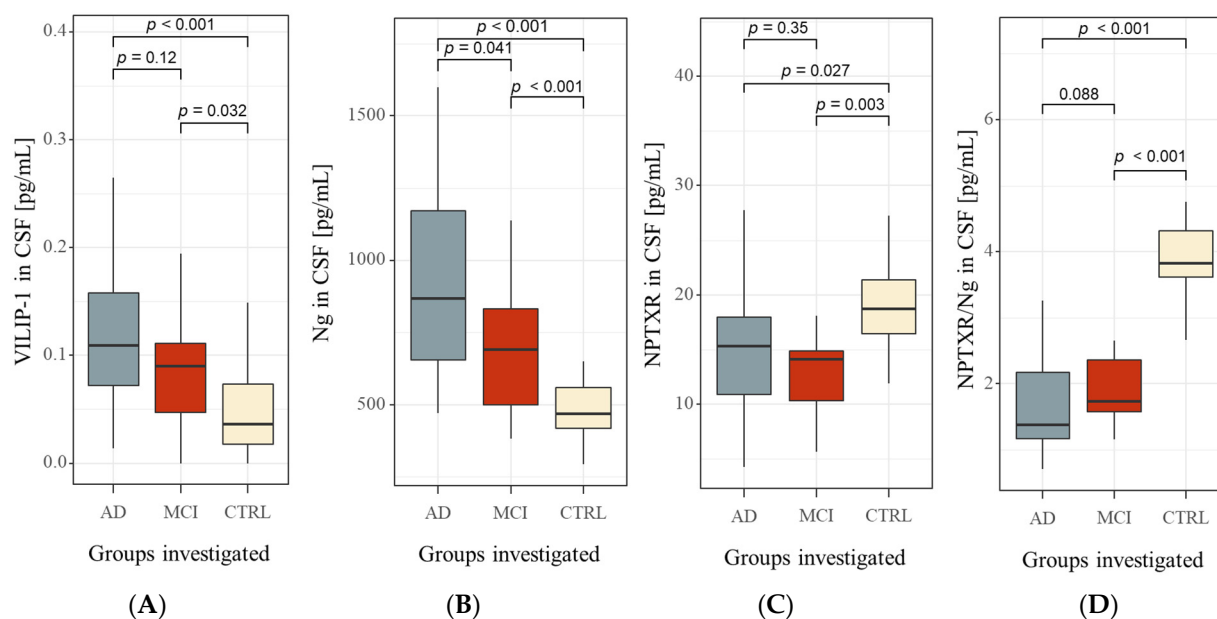 VILIP-1 in CSF [pg/mL]
0.4
0.3
0.2
0.1
0.0
p < 0.001
p = 0.12
p = 0.032
AD MCI CTRL
Groups investigated
(A)
Ng in CSF [pg/mL]
1500
1000
500
p < 0.001
p = 0.041
p < 0.001
AD MCI CTRL
Groups investigated
(B)
NPTXR in CSF [pg/mL]
40
30
20
10
p = 0.35
p = 0.027
p = 0.003
AD MCI CTRL
Groups investigated
(C)
NPTXR/Ng in CSF [pg/mL]
6
4
2
p < 0.001
0.088
p < 0.001
AD MCI CTRL
Groups investigated
(D)